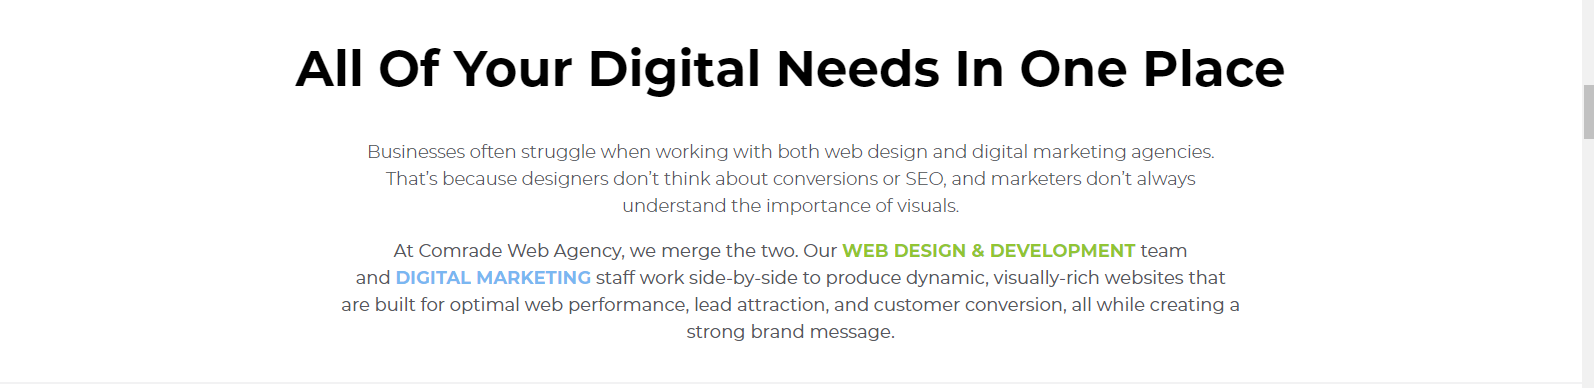 All Of Your Digital Needs In One Place
Businesses often struggle when working with both web design and digital marketing agencies.
That’s because designers don’t think about conversions or SEO, and marketers don’t always
understand the importance of visuals.
At Comrade Web Agency, we merge the two. Our WEB DESIGN & DEVELOPMENT team
and DIGITAL MARKETING staff work side-by-side to produce dynamic, visually-rich websites that
are built for optimal web performance, lead attraction, and customer conversion, all while creating a
strong brand message.